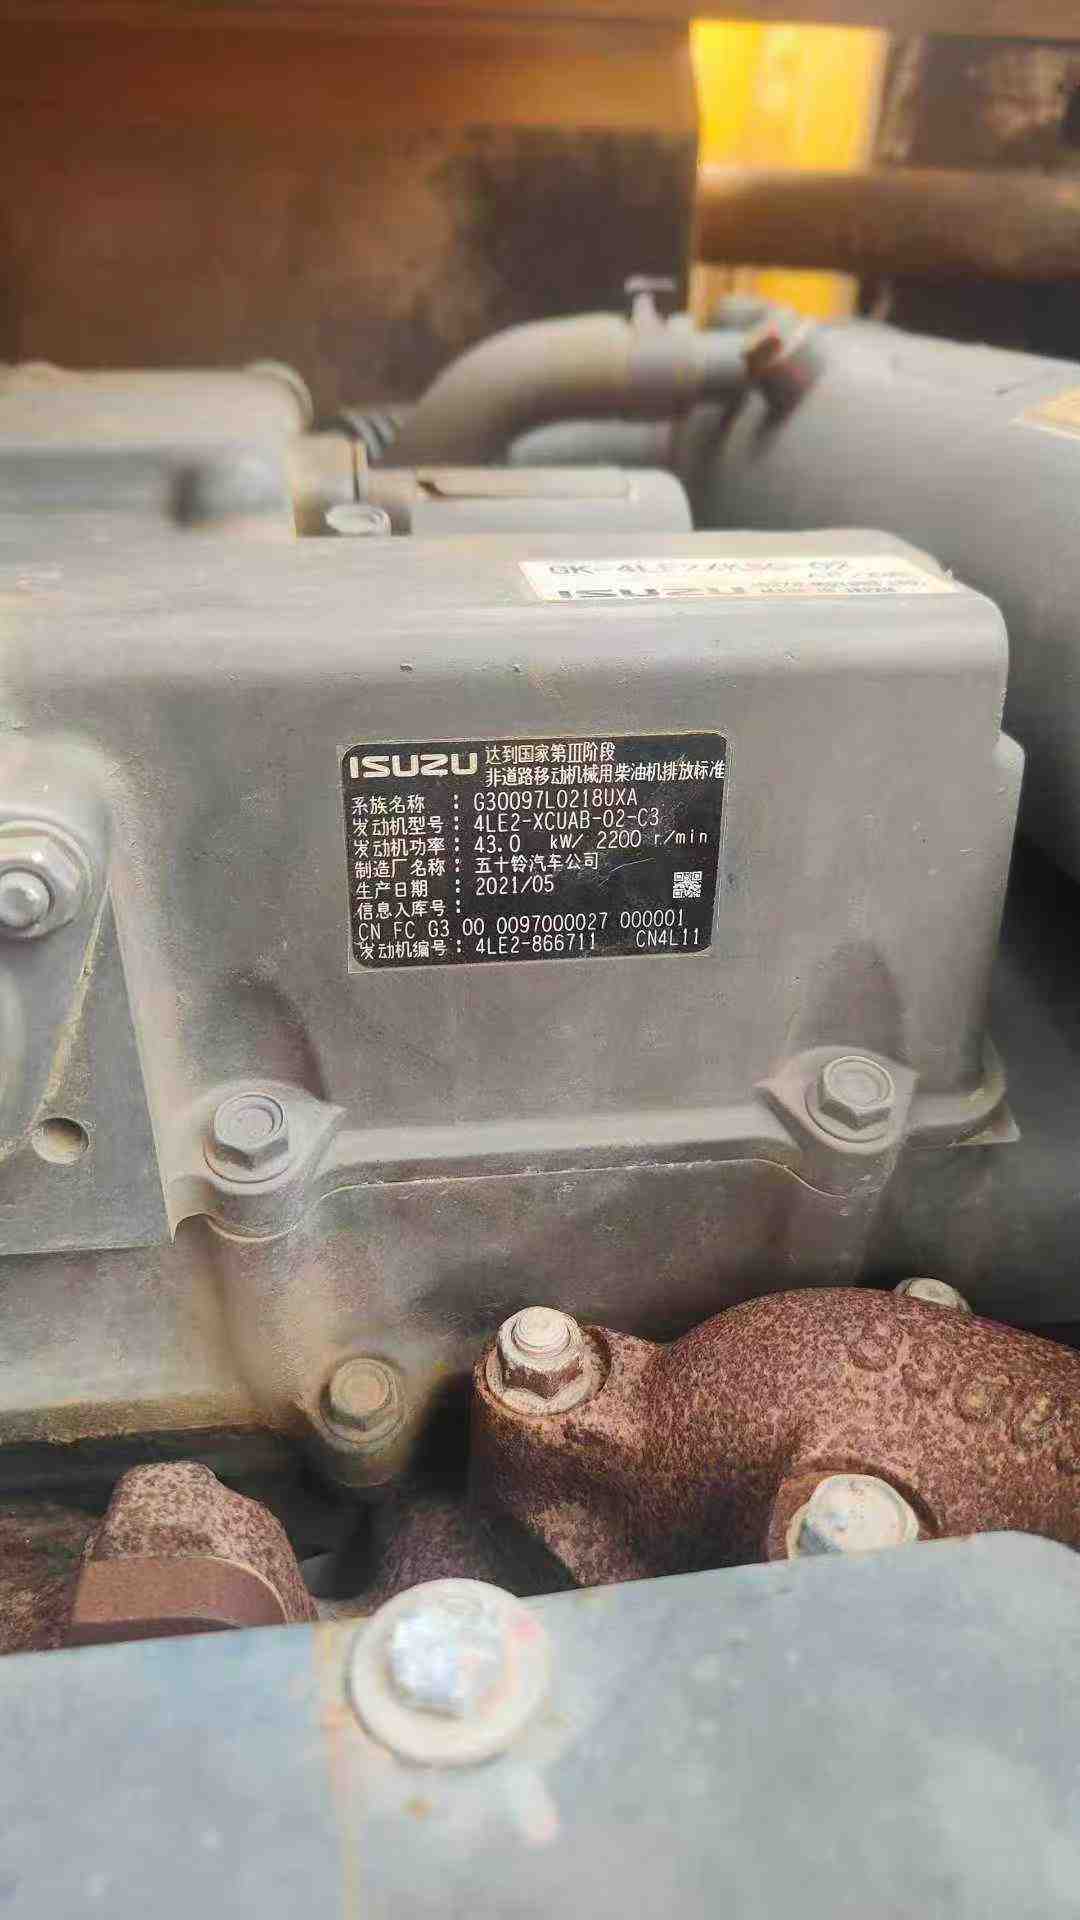 ISUZU
ISUZU 达到国家第Ⅲ阶段
非道路移动机械用柴油机排放标准
系族名称 : G30097L0218UXA
发动机型号: 4LE2-XCUAB-02-C3
发动机功率: 43.0 kW/ 2200 r/min
制造厂名称: 五十铃汽车公司
生产日期 : 2021/05
信息入库号:
CN FC G3 00 0097000027 000001
发动机编号: 4LE2-866711 CN4L11